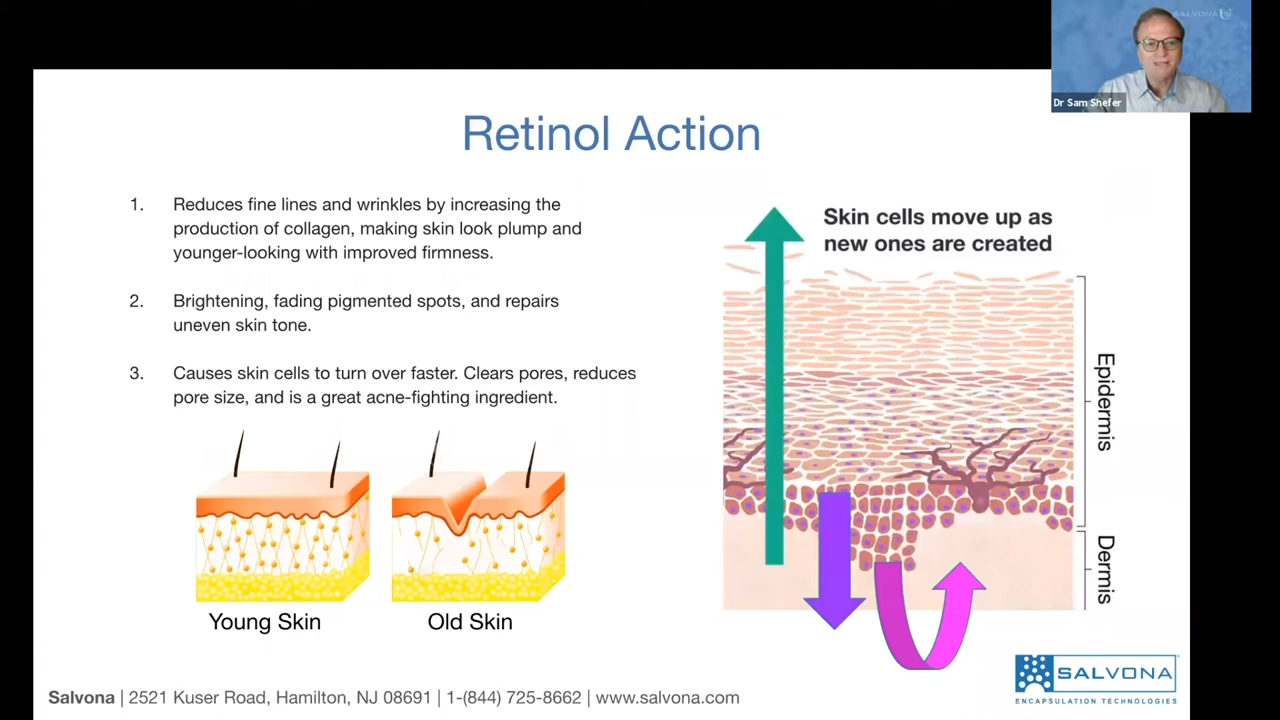 SALVONA U
Dr Sam Shefer
Retinol Action
1. Reduces fine lines and wrinkles by increasing the
production of collagen, making skin look plump and
younger-looking with improved firmness.
2. Brightening, fading pigmented spots, and repairs
uneven skin tone.
3. Causes skin cells to turn over faster. Clears pores, reduces
pore size, and is a great acne-fighting ingredient.
Young Skin
Old Skin
Skin cells move up as
new ones are created
Epidermis
Dermis
SALVONA
ENCAPSULATION TECHNOLOGIES
Salvona | 2521 Kuser Road, Hamilton, NJ 08691 | 1-(844) 725-8662 | www.salvona.com